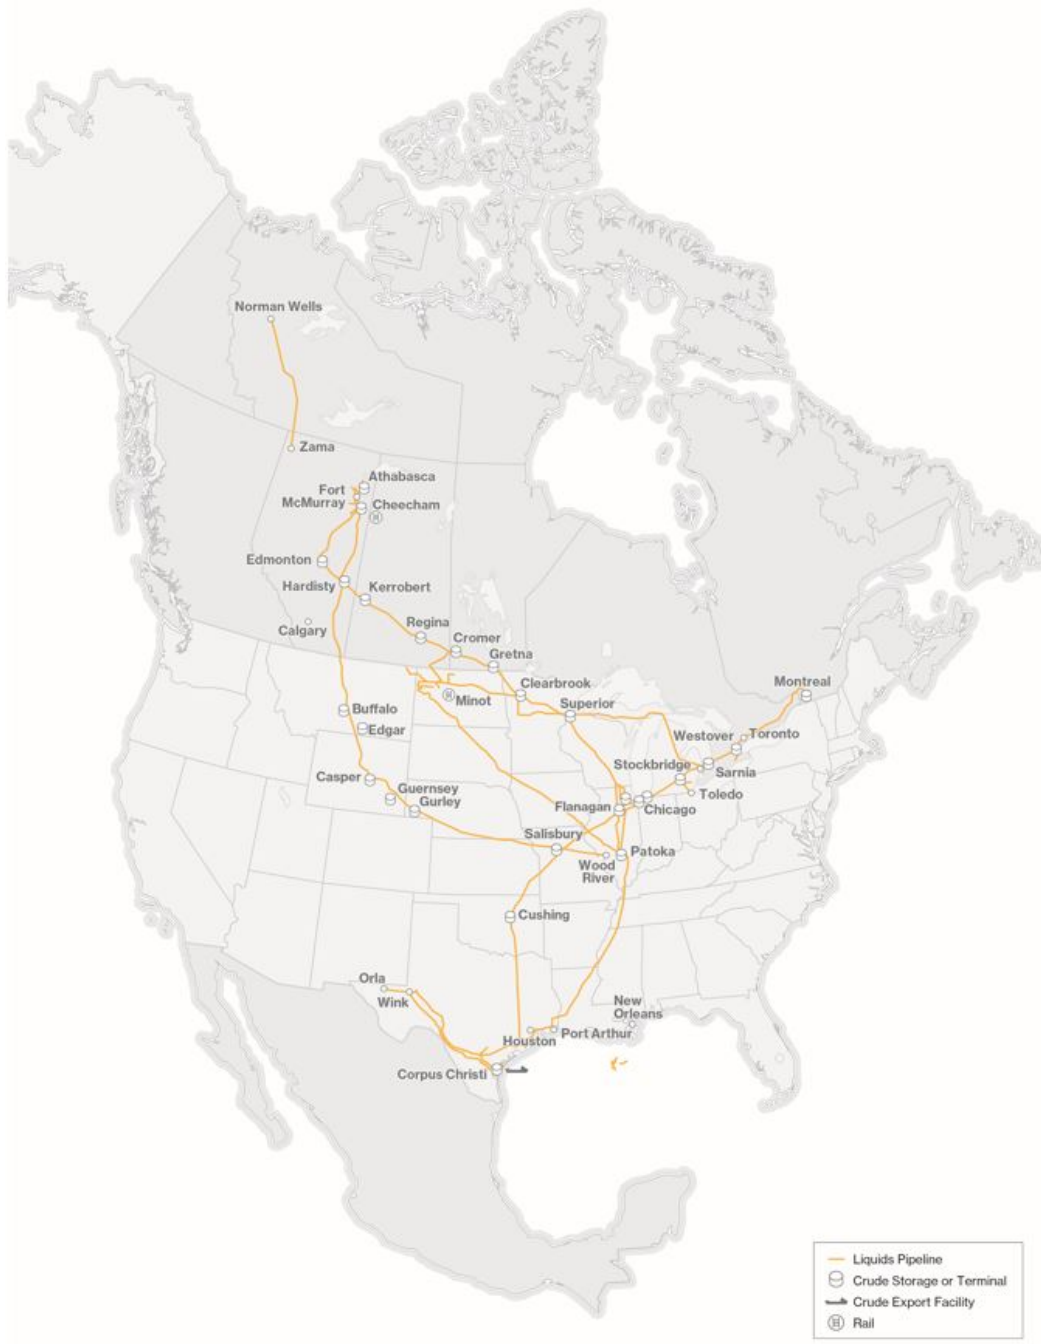 Norman Wells
Zama
Athabasca
Fort
McMurray
Cheecham
Edmonton
Hardisty
Kerrobert
Calgary
Regina
Cromer
Gretna
Clearbrook
Montreal
Minot
Superior
Buffalo
Edgar
Westover
Toronto
Stockbridge
Sarnia
Casper
Guernsey
Gurley
Toledo
Flanagan
Chicago
Salisbury
Patoka
Wood
River
Cushing
Orla
Wink
New
Orleans
Houston
Port Arthur
Corpus Christi
Liquids Pipeline
Crude Storage or Terminal
Crude Export Facility
Rail